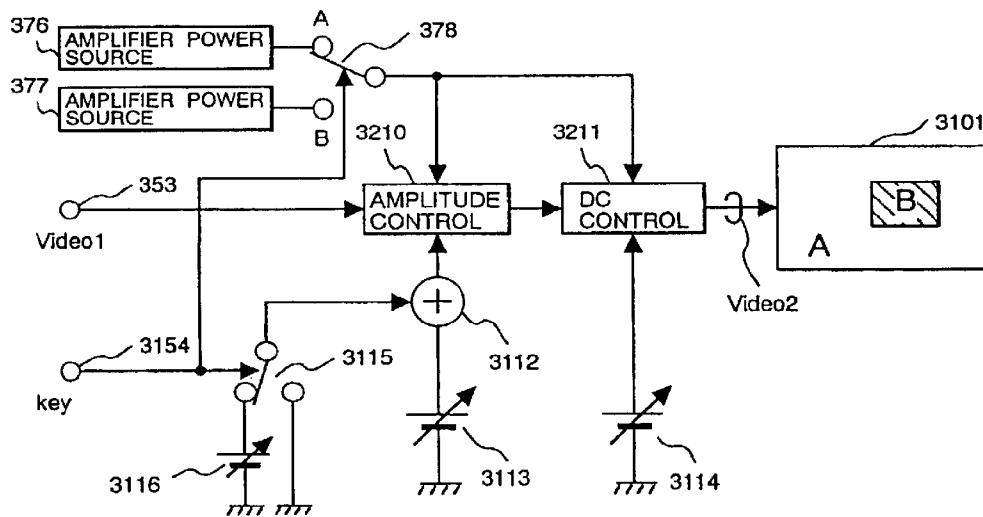 376
AMPLIFIER POWER
SOURCE
A
378
377
AMPLIFIER POWER
SOURCE
B
3210
3211
3101
353
Video1
AMPLITUDE
CONTROL
DC
CONTROL
B
A
Video2
3154
key
3115
3112
3116
3113
3114